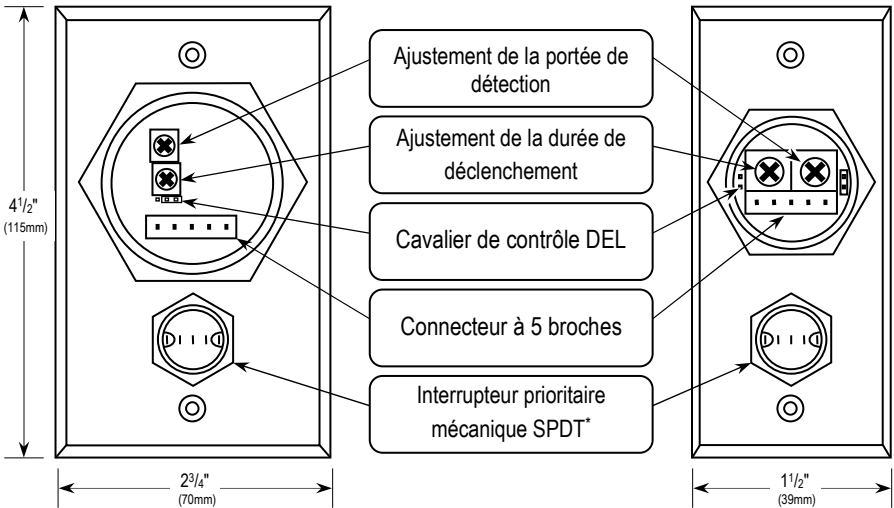 Ajustement de la portée de
détection
Ajustement de la durée de
déclenchement
4 1/2"
(115mm)
Cavalier de contrôle DEL
Connecteur à 5 broches
Interrupteur prioritaire
mécanique SPDT*
2 3/4"
(70mm)
1 1/2"
(39mm)